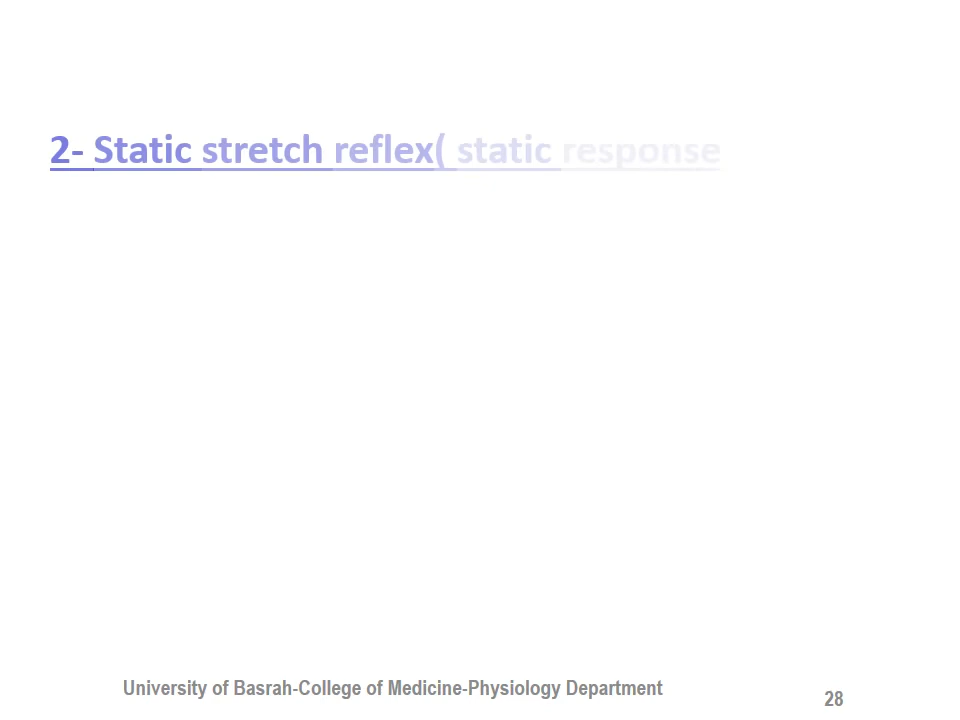 2- Static stretch reflex( static response
University of Basrah-College of Medicine-Physiology Department
28